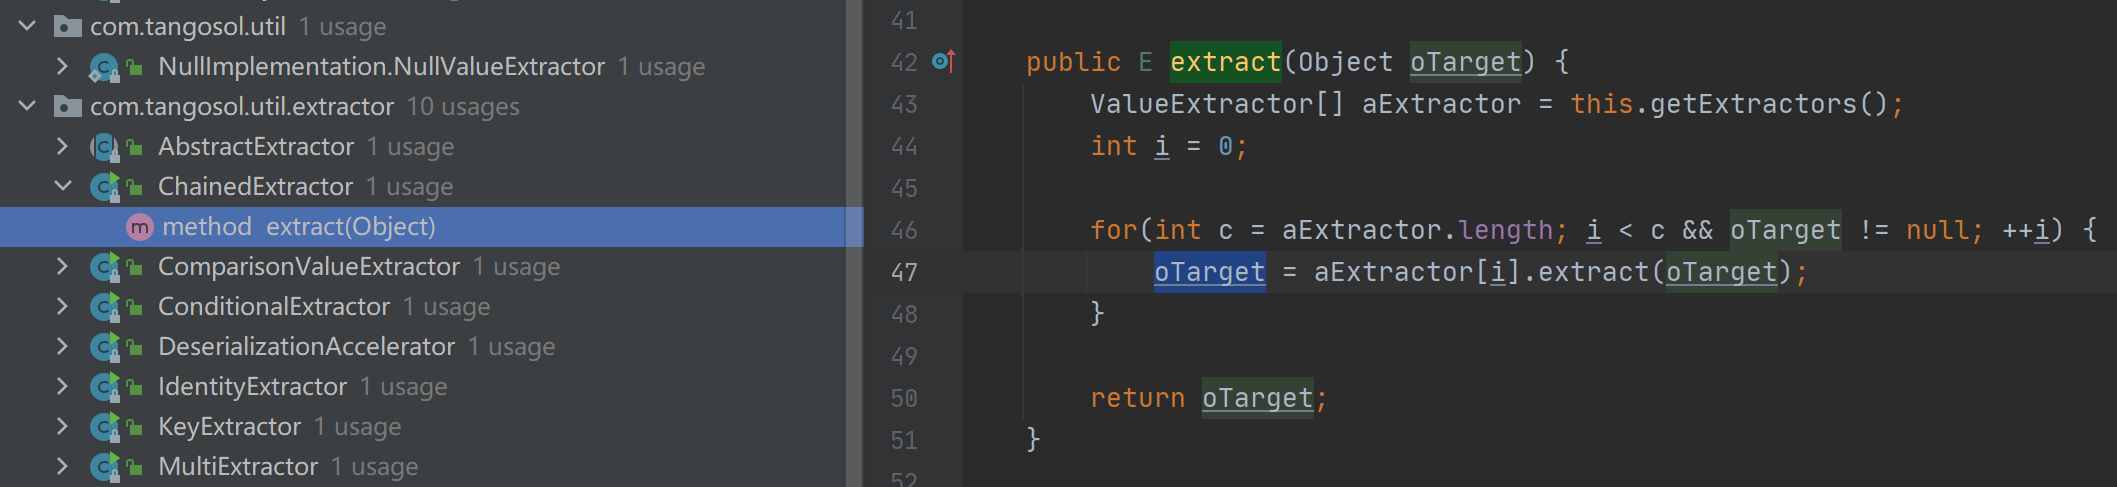 com.tangosol.util 1 usage
NullImplementation.NullValueExtractor 1 usage
com.tangosol.util.extractor 10 usages
AbstractExtractor 1 usage
ChainedExtractor 1 usage
m method extract(Object)
ComparisonValueExtractor 1 usage
ConditionalExtractor 1 usage
DeserializationAccelerator 1 usage
IdentityExtractor 1 usage
KeyExtractor 1 usage
MultiExtractor 1 usage
41
42 public E extract(Object oTarget) {
43 ValueExtractor[] aExtractor = this.getExtractors();
44 int i = 0;
45
46 for(int c = aExtractor.length; i < c && oTarget != null; ++i) {
47 oTarget = aExtractor[i].extract(oTarget);
48 }
49
50 return oTarget;
51 }
52